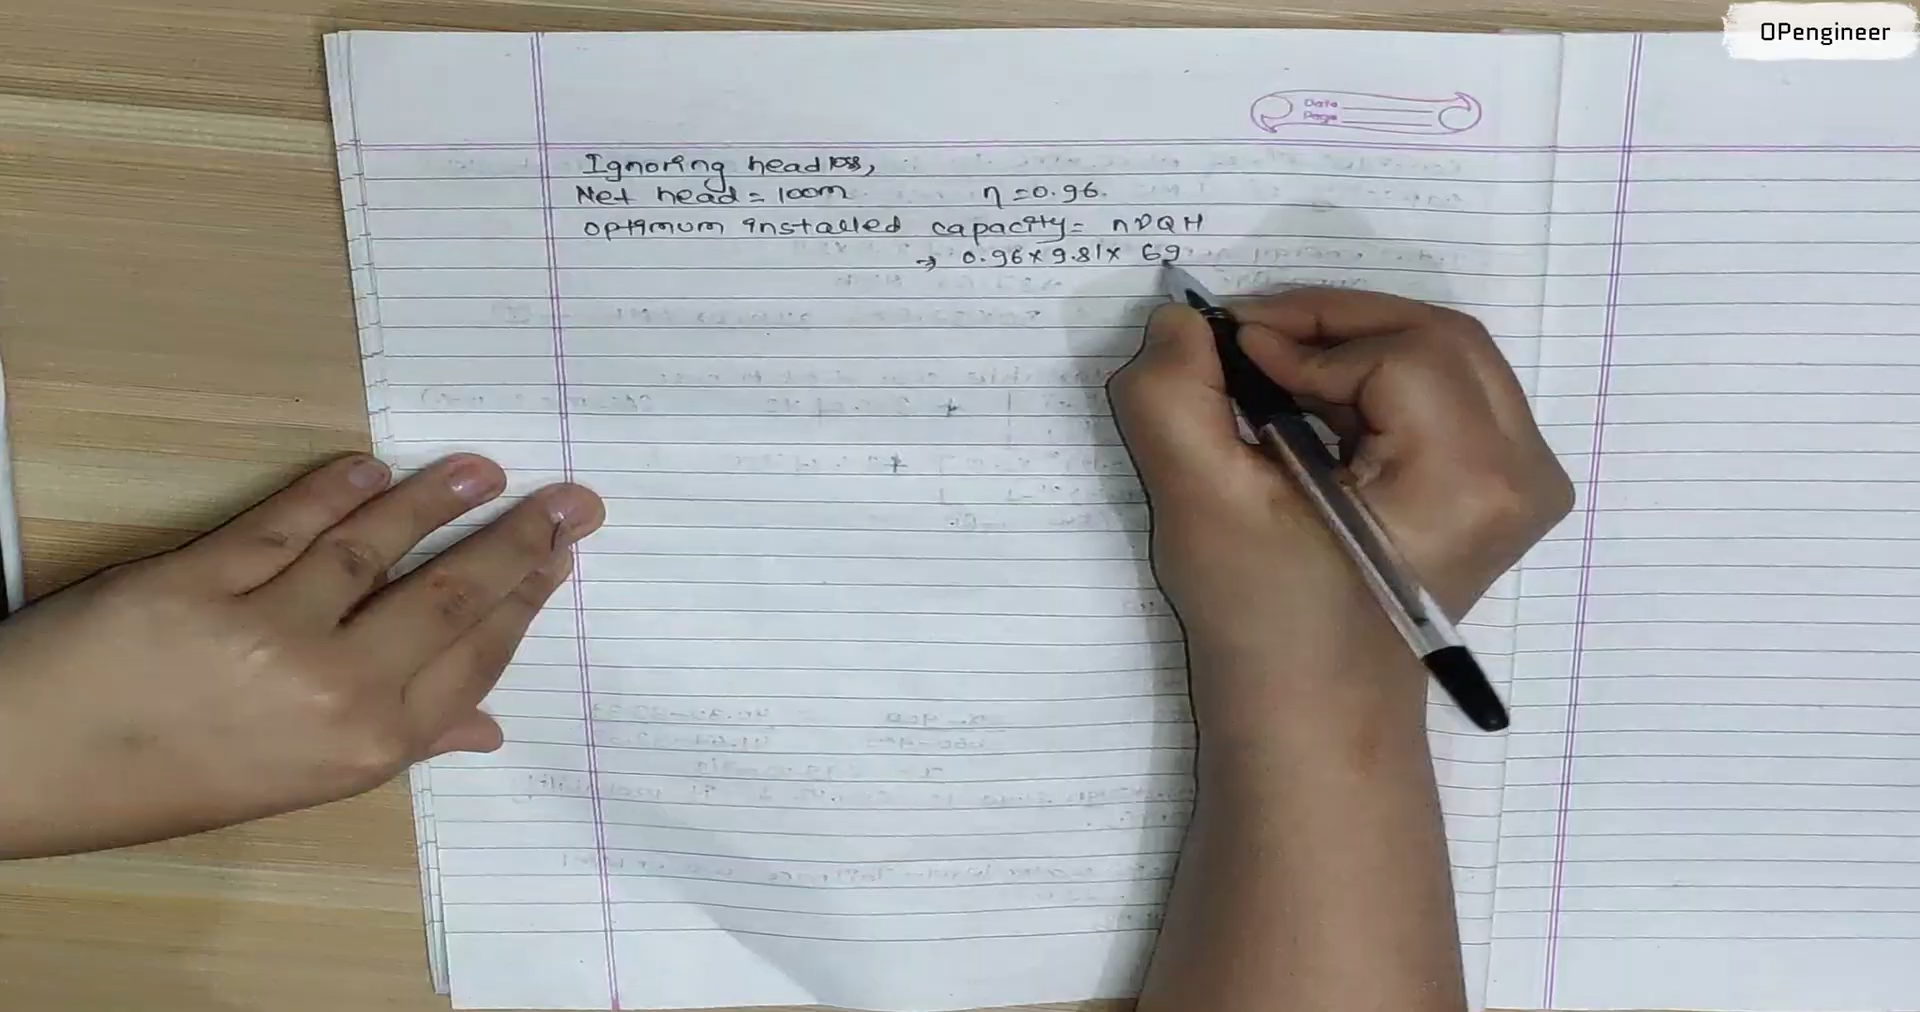 OPengineer
Date
Page
Ignoring head loss,
Net head = 100m η = 0.96.
optimum installed capacity = nγQH
→ 0.96 × 9.81 × 69